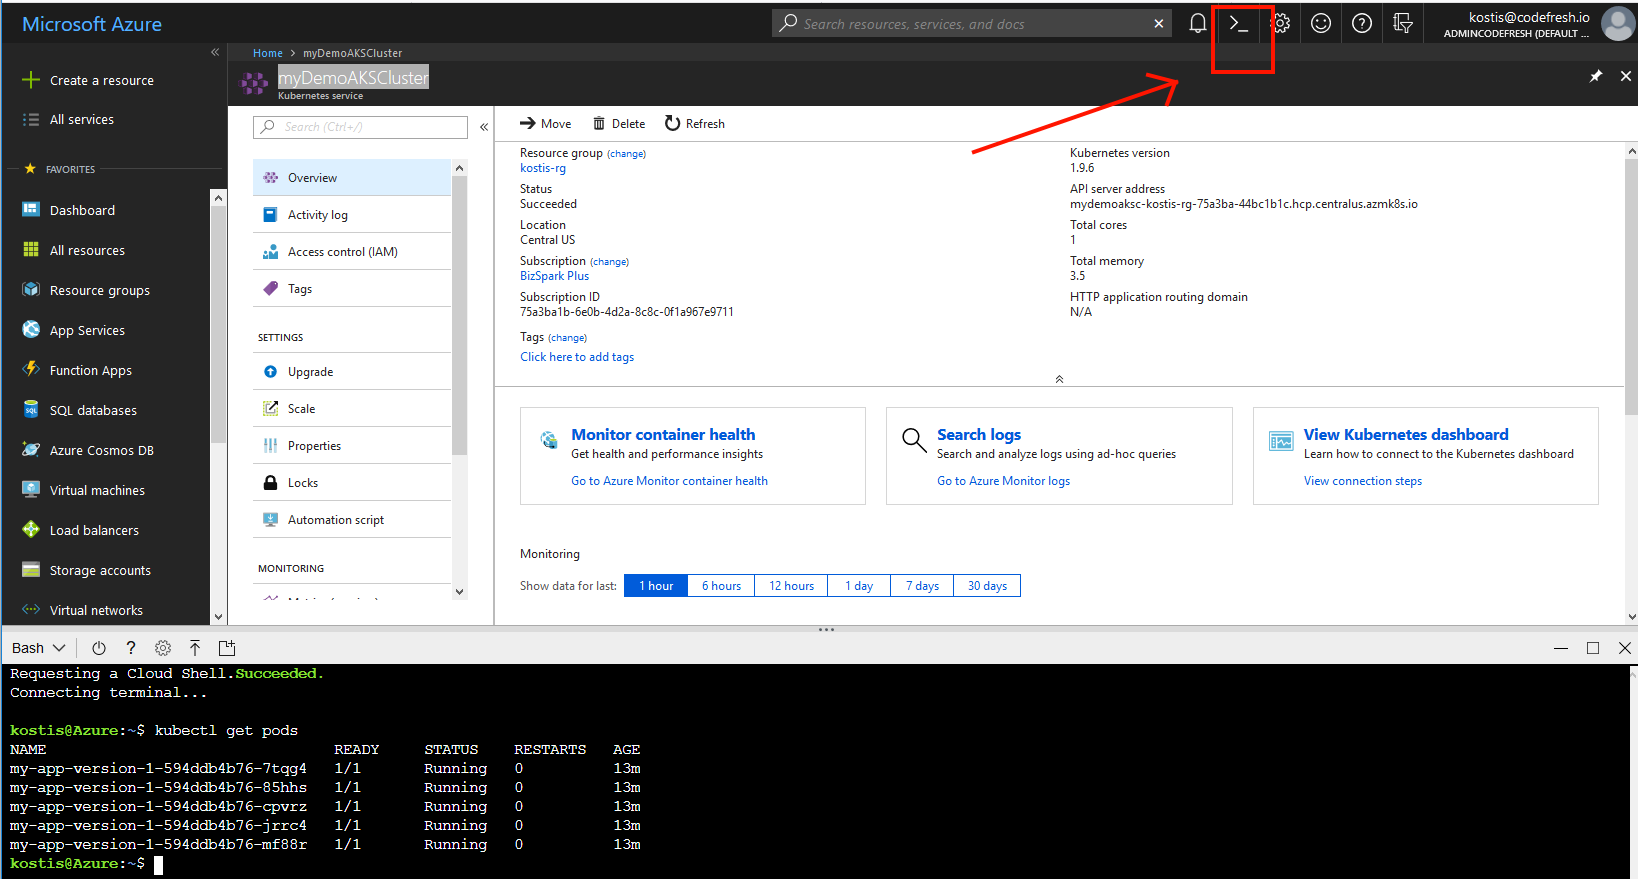 Microsoft Azure
Search resources, services, and docs
kostis@codefresh.io
ADMINCODEFRESH (DEFAULT ...
Home > myDemoAKSCluster
myDemoAKSCluster
Kubernetes service
Create a resource
All services
FAVORITES
Dashboard
All resources
Resource groups
App Services
Function Apps
SQL databases
Azure Cosmos DB
Virtual machines
Load balancers
Storage accounts
Virtual networks
Search (Ctrl+/)
Overview
Activity log
Access control (IAM)
Tags
SETTINGS
Upgrade
Scale
Properties
Locks
Automation script
MONITORING
Move Delete Refresh
Resource group (change)
kostis-rg
Status
Succeeded
Location
Central US
Subscription (change)
BizSpark Plus
Subscription ID
75a3ba1b-6e0b-4d2a-8c8c-0f1a967e9711
Tags (change)
Click here to add tags
Kubernetes version
1.9.6
API server address
mydemoaksc-kostis-rg-75a3ba-44bc1b1c.hcp.centralus.azmk8s.io
Total cores
1
Total memory
3.5
HTTP application routing domain
N/A
Monitor container health
Get health and performance insights
Go to Azure Monitor container health
Search logs
Search and analyze logs using ad-hoc queries
Go to Azure Monitor logs
View Kubernetes dashboard
Learn how to connect to the Kubernetes dashboard
View connection steps
Monitoring
Show data for last: 1 hour 6 hours 12 hours 1 day 7 days 30 days
Bash
Requesting a Cloud Shell.Succeeded.
Connecting terminal...
kostis@Azure:~$ kubectl get pods
NAME READY STATUS RESTARTS AGE
my-app-version-1-594ddb4b76-7tqg4 1/1 Running 0 13m
my-app-version-1-594ddb4b76-85hhs 1/1 Running 0 13m
my-app-version-1-594ddb4b76-cpvrz 1/1 Running 0 13m
my-app-version-1-594ddb4b76-jrrc4 1/1 Running 0 13m
my-app-version-1-594ddb4b76-mf88r 1/1 Running 0 13m
kostis@Azure:~$